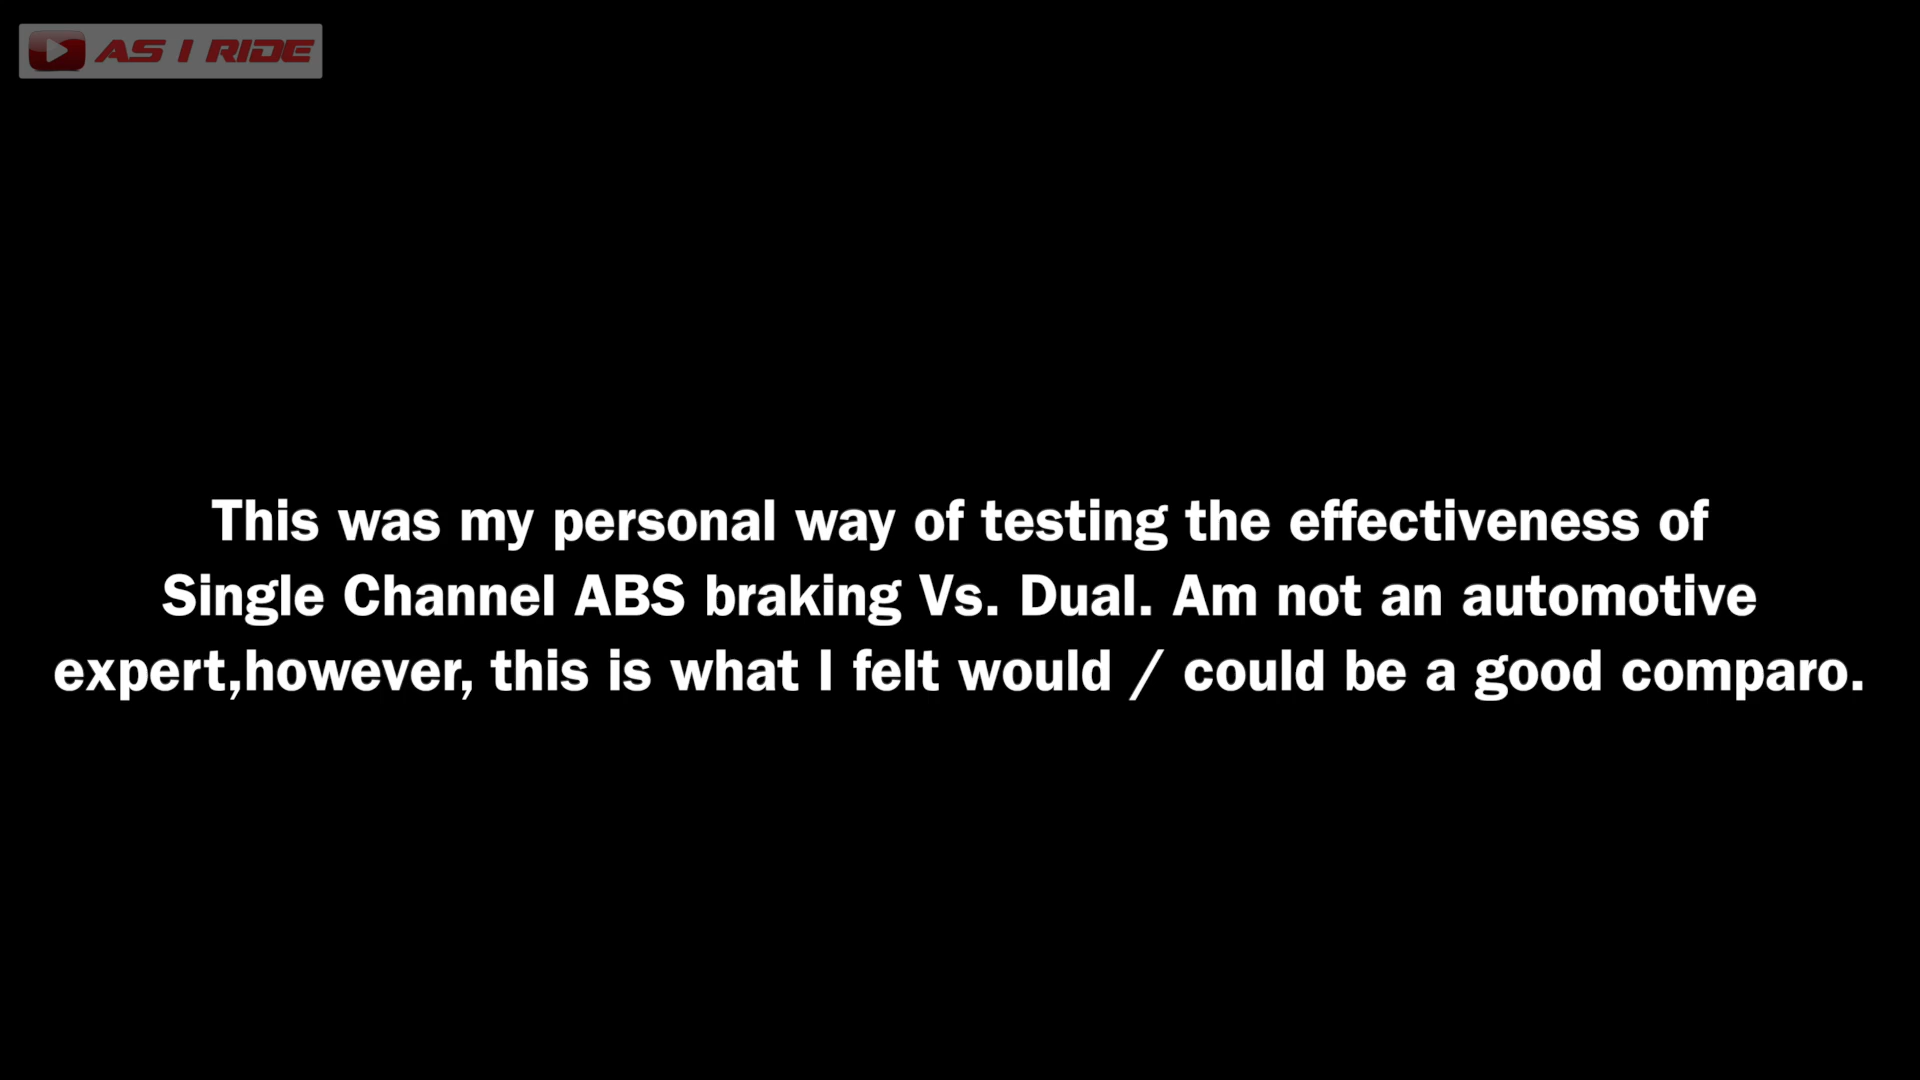 AS I RIDE
This was my personal way of testing the effectiveness of
Single Channel ABS braking Vs. Dual. Am not an automotive
expert,however, this is what I felt would / could be a good comparo.